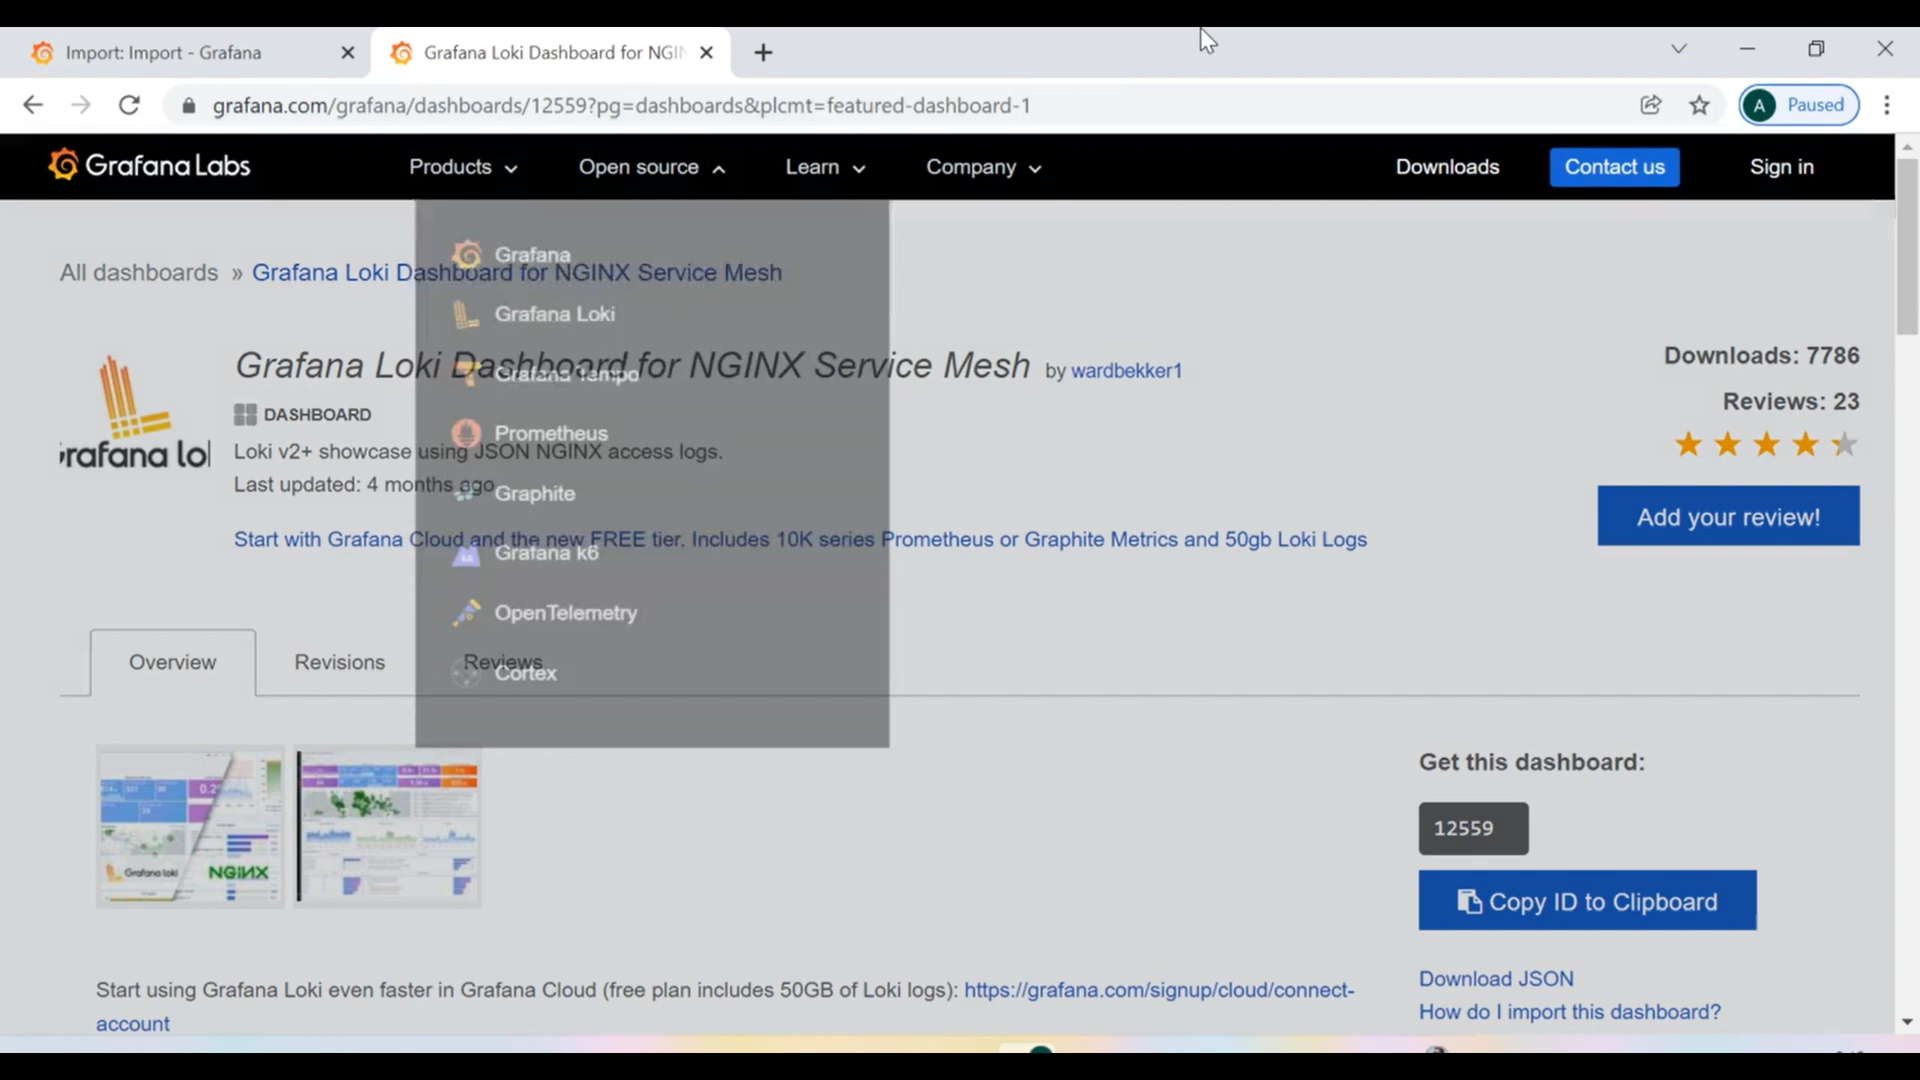 Import: Import - Grafana
Grafana Loki Dashboard for NGIN
grafana.com/grafana/dashboards/12559?pg=dashboards&plcmt=featured-dashboard-1
A Paused
Grafana Labs
Products
Open source
Learn
Company
Downloads
Contact us
Sign in
Grafana
All dashboards » Grafana Loki Dashboard for NGINX Service Mesh
Grafana Loki
Grafana Loki Dashboard for NGINX Service Mesh by wardbekker1
Downloads: 7786
Grafana Tempo
Reviews: 23
DASHBOARD
Prometheus
rafana lo
Loki v2+ showcase using JSON NGINX access logs.
Last updated: 4 months ago
Graphite
Add your review!
Start with Grafana Cloud and the new FREE tier. Includes 10K series Prometheus or Graphite Metrics and 50gb Loki Logs
Grafana k6
OpenTelemetry
Overview
Revisions
Reviews
Cortex
Get this dashboard:
12559
Grafana loki
NGINX
Copy ID to Clipboard
Download JSON
Start using Grafana Loki even faster in Grafana Cloud (free plan includes 50GB of Loki logs): https://grafana.com/signup/cloud/connect-
account
How do I import this dashboard?